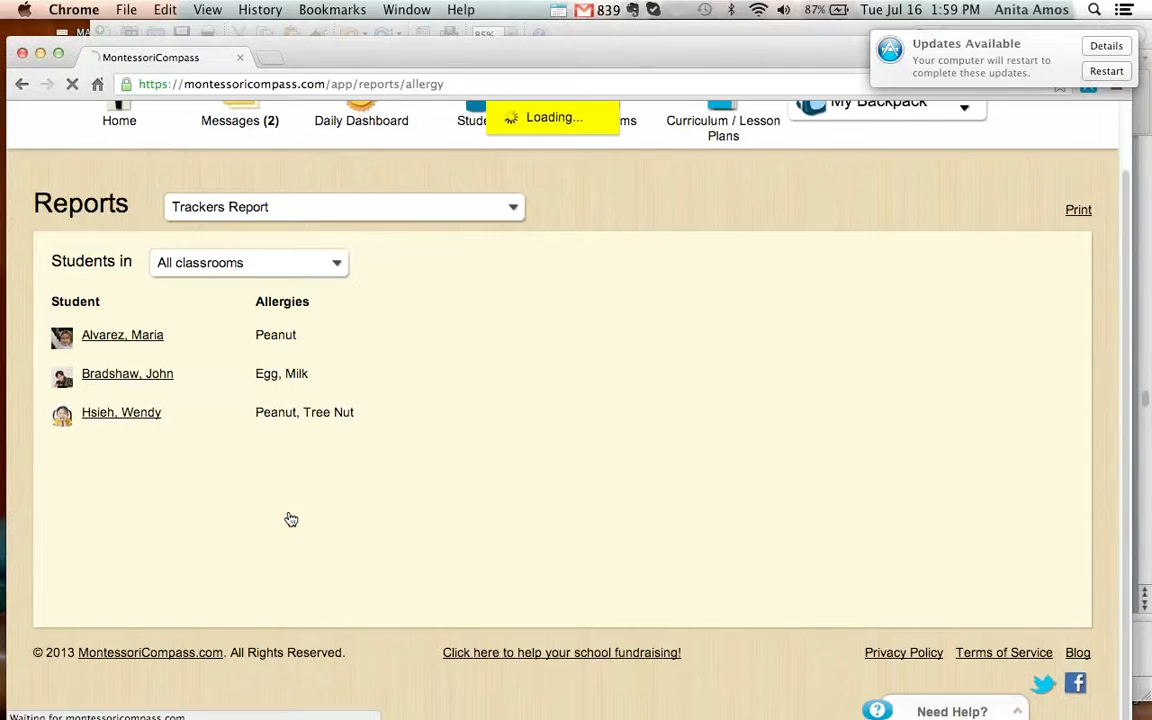 Chrome File Edit View History Bookmarks Window Help 839 87% Tue Jul 16 1:59 PM Anita Amos
MontessoriCompass
Updates Available
Your computer will restart to
complete these updates.
Details
Restart
https://montessoricompass.com/app/reports/allergy
Home
Messages (2)
Daily Dashboard
Loading...
Curriculum / Lesson
Plans
My Backpack
Reports Trackers Report
Print
Students in All classrooms
Student Allergies
Alvarez, Maria Peanut
Bradshaw, John Egg, Milk
Hsieh, Wendy Peanut, Tree Nut
© 2013 MontessoriCompass.com. All Rights Reserved. Click here to help your school fundraising! Privacy Policy Terms of Service Blog
Need Help?
Waiting for montessoricompass.com